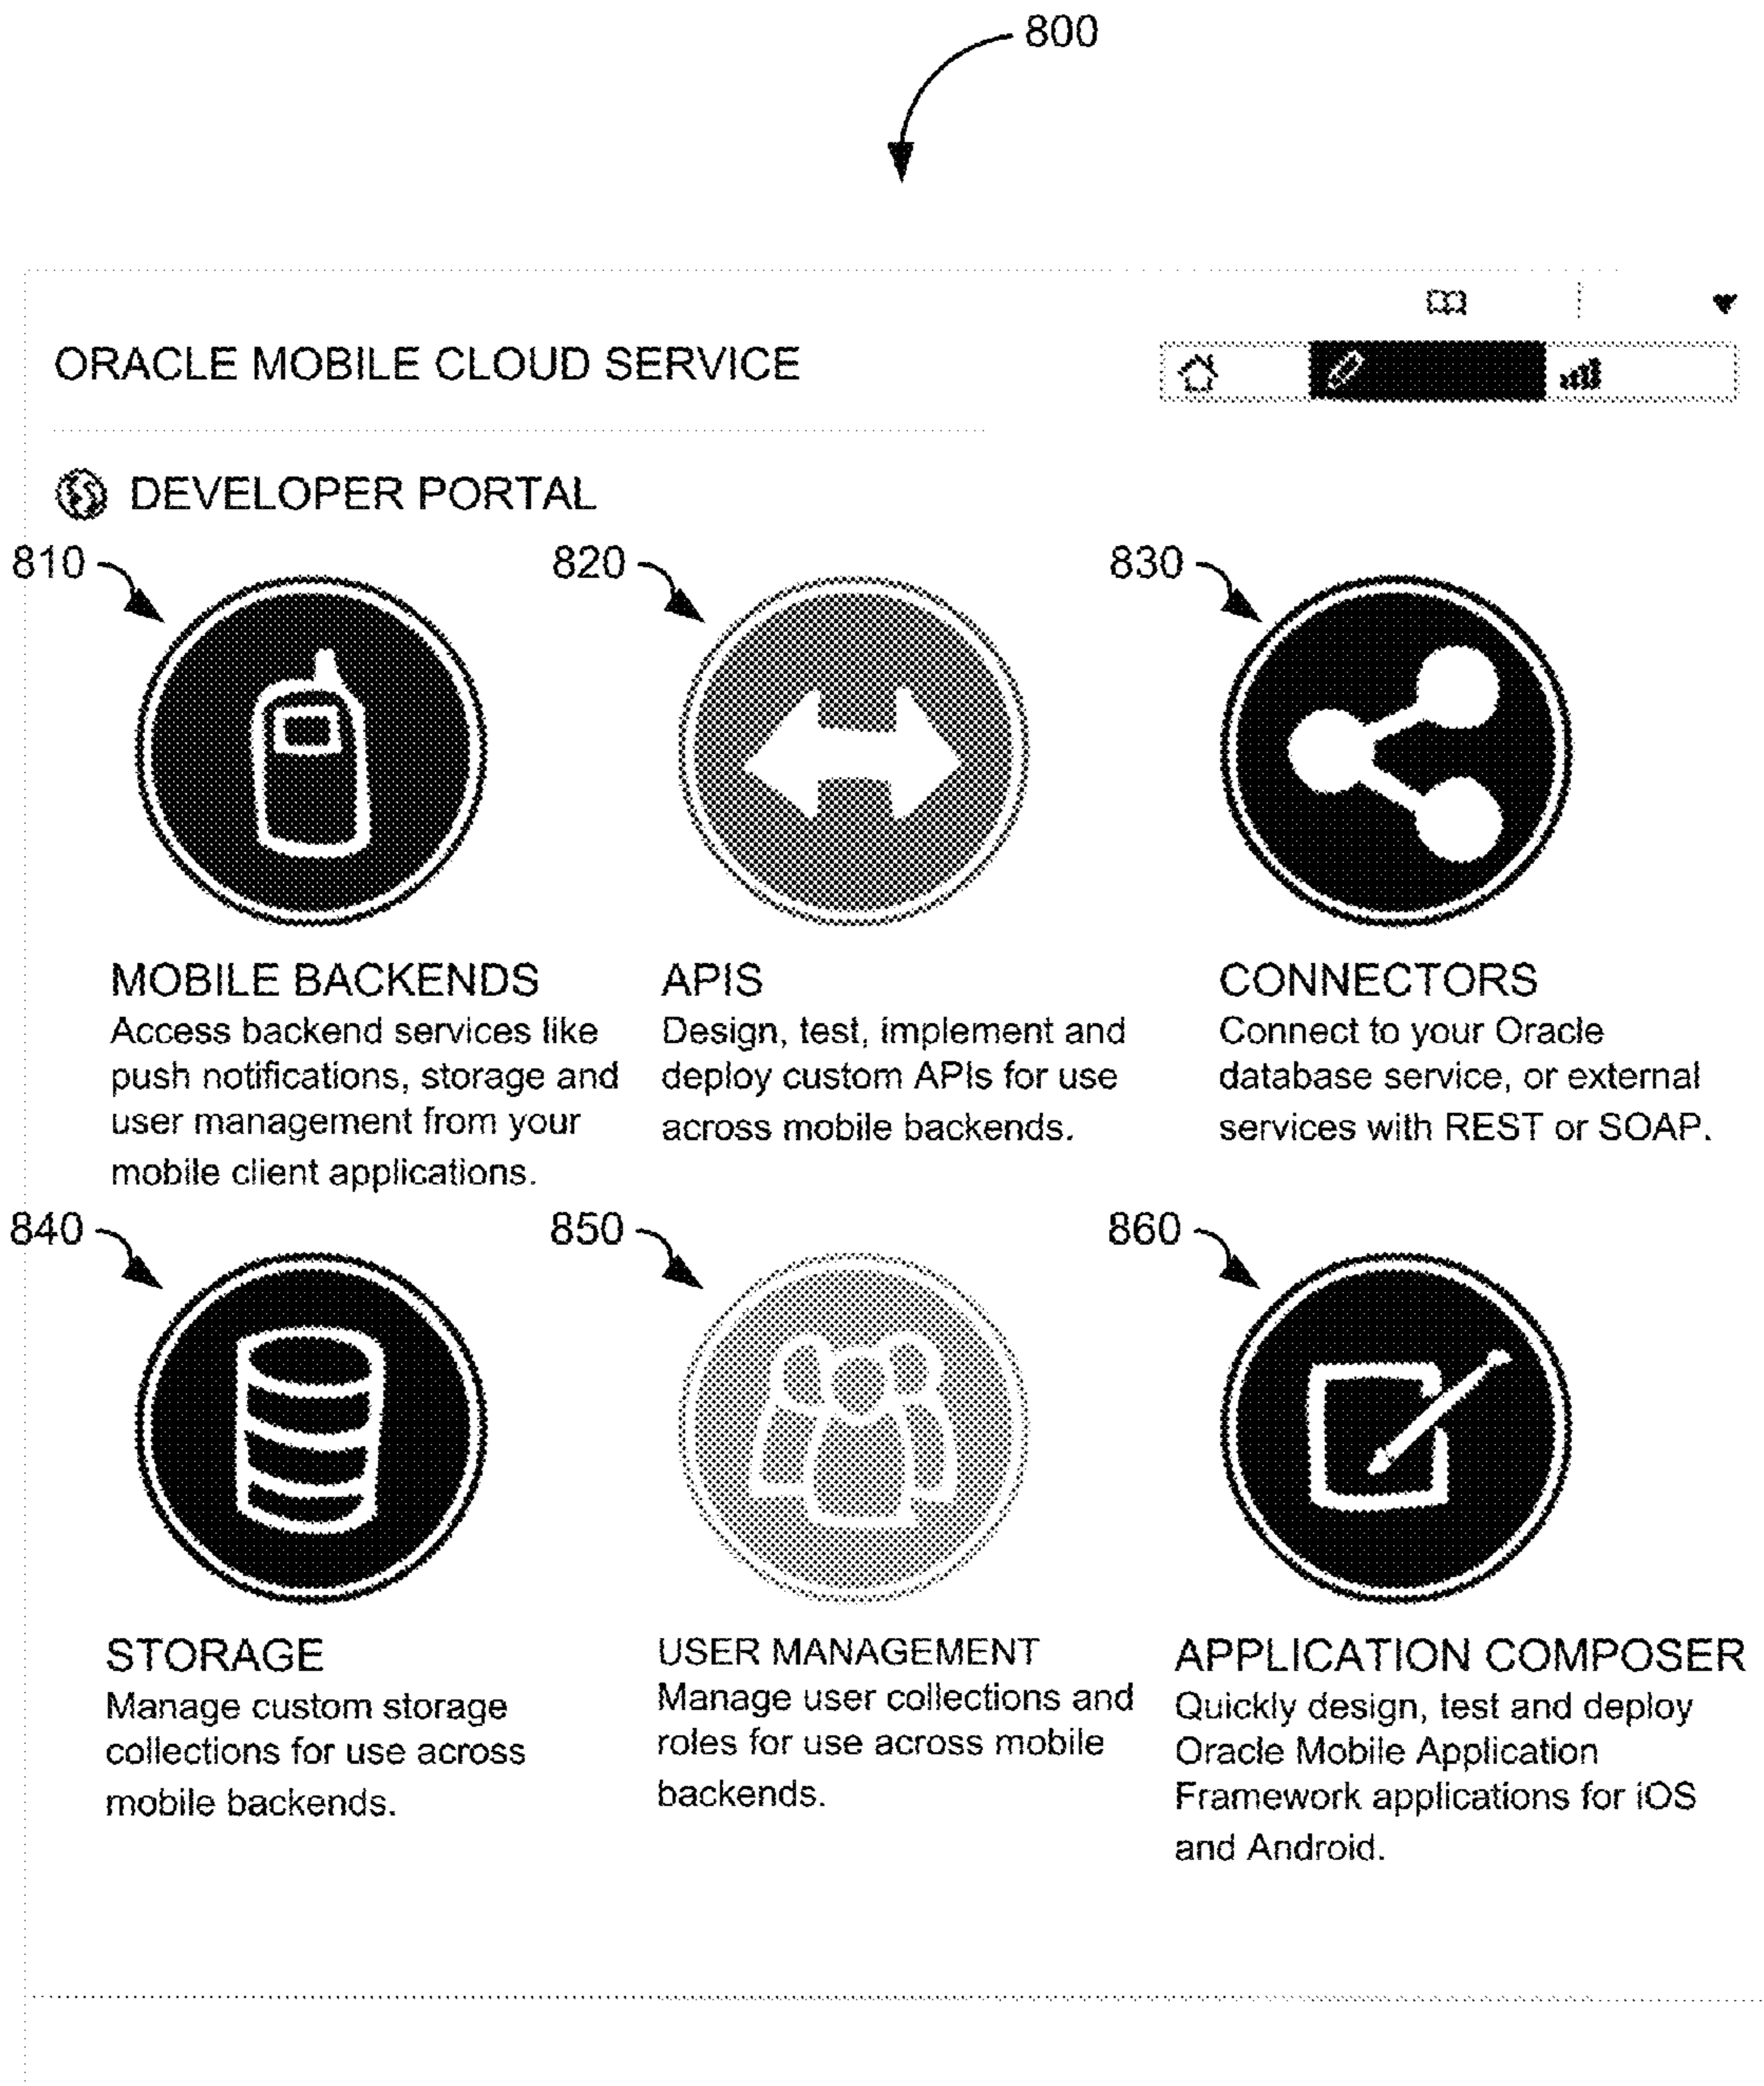 800
ORACLE MOBILE CLOUD SERVICE
DEVELOPER PORTAL
810
820
830
MOBILE BACKENDS
Access backend services like
push notifications, storage and
user management from your
mobile client applications.
APIS
Design, test, implement and
deploy custom APIs for use
across mobile backends.
CONNECTORS
Connect to your Oracle
database service, or external
services with REST or SOAP.
840
850
860
STORAGE
Manage custom storage
collections for use across
mobile backends.
USER MANAGEMENT
Manage user collections and
roles for use across mobile
backends.
APPLICATION COMPOSER
Quickly design, test and deploy
Oracle Mobile Application
Framework applications for iOS
and Android.